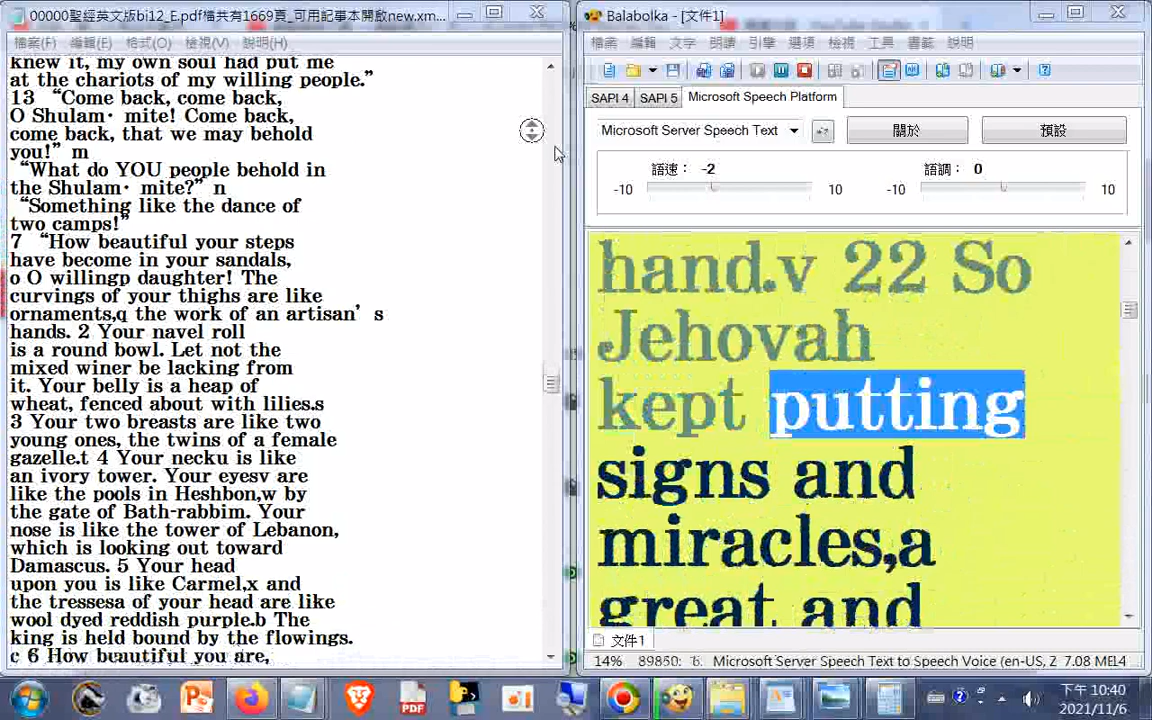 00000聖經英文版bi12_E.pdf檔共有1669頁_可用記事本開啟new.xm...
檔案(F) 編輯(E) 格式(O) 檢視(V) 說明(H)
knew it, my own soul had put me
at the chariots of my willing people.”
13 “Come back, come back,
O Shulam·mite! Come back,
come back, that we may behold
you!” m
“What do YOU people behold in
the Shulam·mite?” n
“Something like the dance of
two camps!”
7 “How beautiful your steps
have become in your sandals,
o O willingp daughter! The
curvings of your thighs are like
ornaments,q the work of an artisan’s
hands. 2 Your navel roll
is a round bowl. Let not the
mixed winer be lacking from
it. Your belly is a heap of
wheat, fenced about with lilies.s
3 Your two breasts are like two
young ones, the twins of a female
gazelle.t 4 Your necku is like
an ivory tower. Your eyesv are
like the pools in Heshbon,w by
the gate of Bath-rabbim. Your
nose is like the tower of Lebanon,
which is looking out toward
Damascus. 5 Your head
upon you is like Carmel,x and
the tressesa of your head are like
wool dyed reddish purple.b The
king is held bound by the flowings.
c 6 How beautiful you are,
Balabolka - [文件1]
檔案 編輯 文字 朗讀 引擎 選項 檢視 工具 書籤 說明
SAPI 4 SAPI 5 Microsoft Speech Platform
Microsoft Server Speech Text 關於 預設
語速： -2 語調： 0
-10 10 -10 10
hand.v 22 So
Jehovah
kept putting
signs and
miracles,a
great and
文件1
14% 89850: Microsoft Server Speech Text to Speech Voice (en-US, 2 7.08 ME14
下午 10:40
2021/11/6